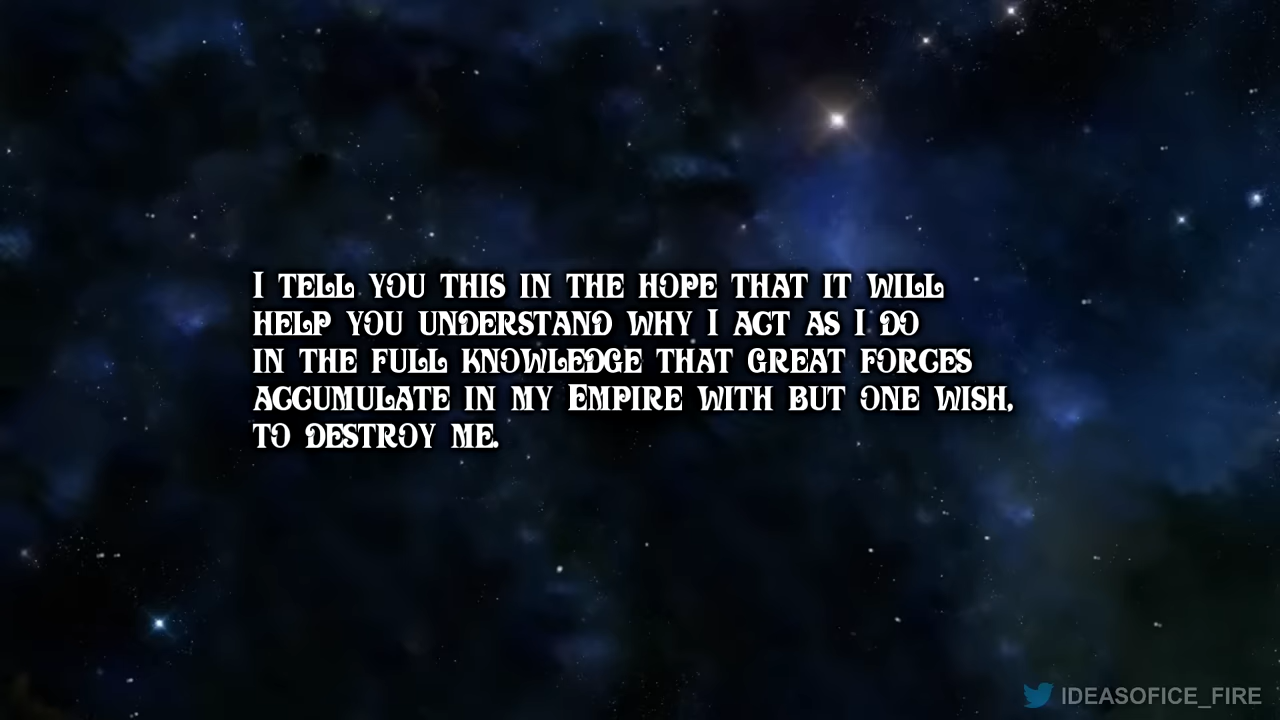 I TELL YOU THIS IN THE HOPE THAT IT WILL
HELP YOU UNDERSTAND WHY I ACT AS I DO
IN THE FULL KNOWLEDGE THAT GREAT FORCES
ACCUMULATE IN MY EMPIRE WITH BUT ONE WISH,
TO DESTROY ME.
IDEASOFICE_FIRE